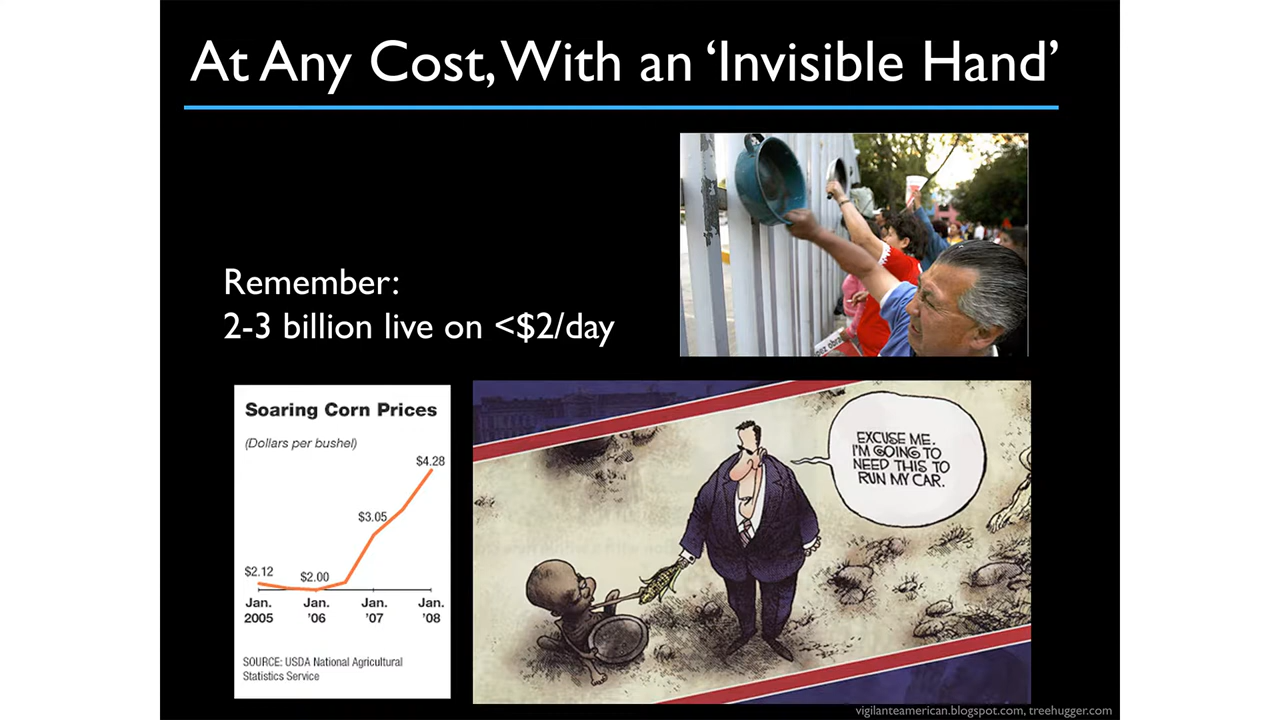 At Any Cost, With an ‘Invisible Hand’
Remember:
2-3 billion live on <$2/day
Soaring Corn Prices
(Dollars per bushel)
$4.28
$3.05
$2.12
$2.00
Jan.
2005
Jan.
’06
Jan.
’07
Jan.
’08
SOURCE: USDA National Agricultural
Statistics Service
EXCUSE ME.
I'M GOING TO
NEED THIS TO
RUN MY CAR.
vigilanteamerican.blogspot.com, treehugger.com